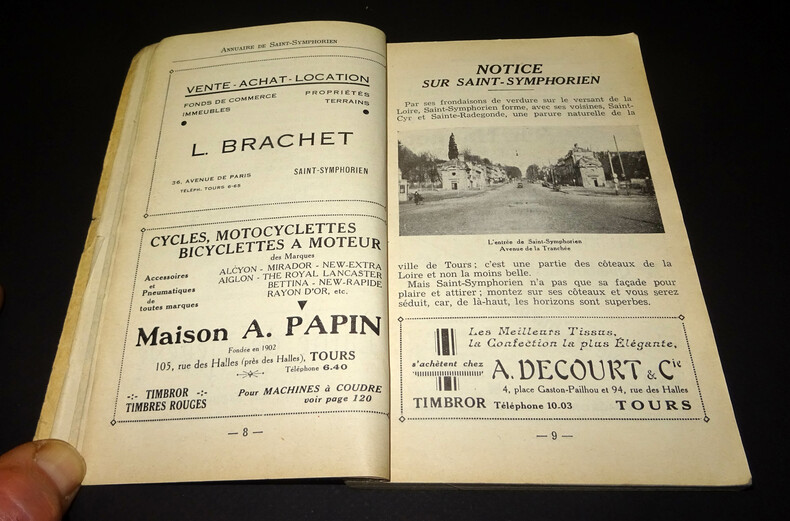 ANNUAIRE DE SAINT-SYMPHORIEN
VENTE - ACHAT - LOCATION
FONDS DE COMMERCE
IMMEUBLES
PROPRIÉTÉS
TERRAINS
L. BRACHET
36, AVENUE DE PARIS
TÉLÉPH. TOURS 6-65
SAINT-SYMPHORIEN
CYCLES, MOTOCYCLETTES
BICYCLETTES A MOTEUR
des Marques
Accessoires
et
Pneumatiques
de
toutes marques
ALCYON - MIRADOR - NEW-EXTRA
AIGLON - THE ROYAL LANCASTER
BETTINA - NEW-RAPIDE
RAYON D'OR, etc.
Maison A. PAPIN
Fondée en 1902
105, rue des Halles (près des Halles), TOURS
Téléphone 6.40
-:- TIMBROR -:-
TIMBRES ROUGES
Pour MACHINES à COUDRE
voir page 120
— 8 —
NOTICE
SUR SAINT-SYMPHORIEN
Par ses frondaisons de verdure sur le versant de la
Loire, Saint-Symphorien forme, avec ses voisines, Saint-
Cyr et Sainte-Radegonde, une parure naturelle de la
L'entrée de Saint-Symphorien
Avenue de la Tranchée
ville de Tours ; c'est une partie des côteaux de la
Loire et non la moins belle.
Mais Saint-Symphorien n'a pas que sa façade pour
plaire et attirer ; montez sur ses côteaux et vous serez
séduit, car, de là-haut, les horizons sont superbes.
Les Meilleurs Tissus,
la Confection la plus Élégante,
s'achètent chez
A. DECOURT & Cie
4, place Gaston-Pailhou et 94, rue des Halles
TIMBROR Téléphone 10-03 TOURS
— 9 —